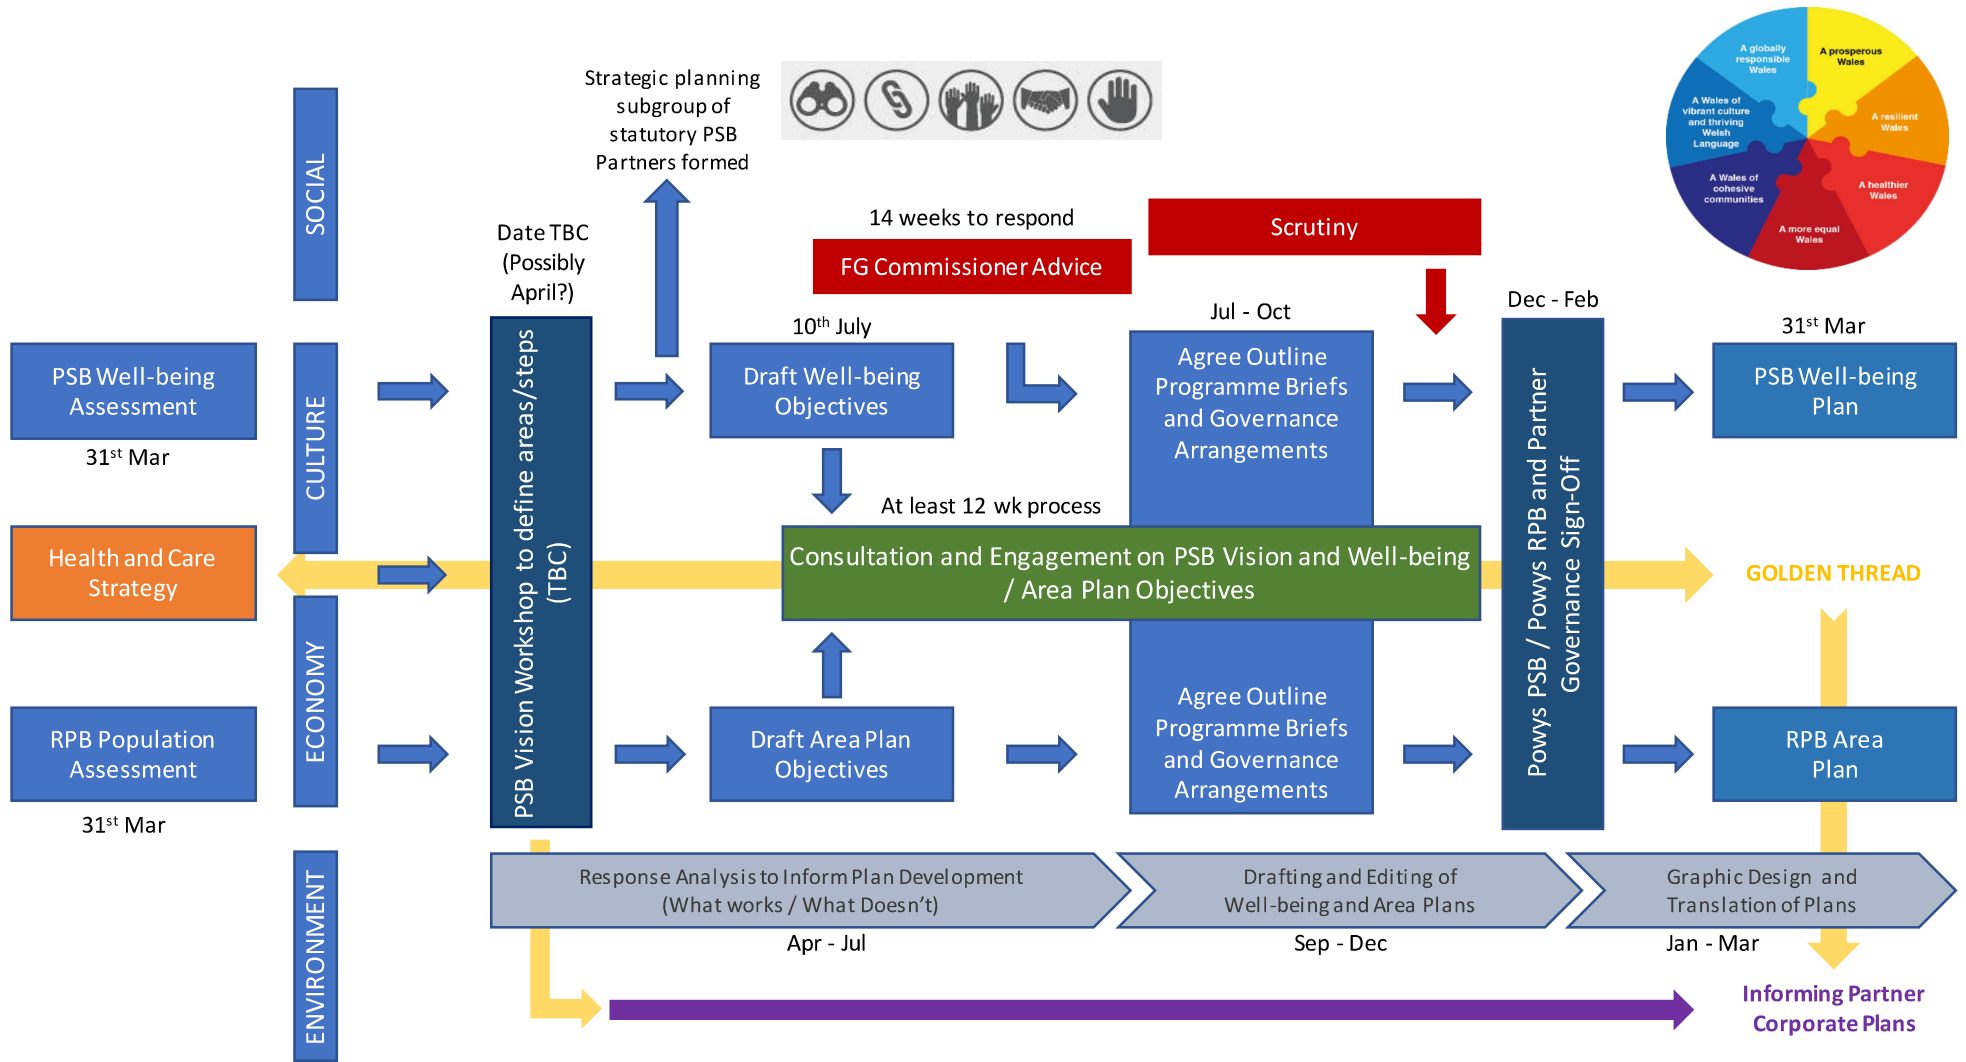 Strategic planning
subgroup of
statutory PSB
Partners formed
A globally
responsible
Wales
A prosperous
Wales
A Wales of
vibrant culture
and thriving
Welsh
Language
A resilient
Wales
A Wales of
cohesive
communities
A healthier
Wales
A more equal
Wales
SOCIAL
CULTURE
ECONOMY
ENVIRONMENT
Date TBC
(Possibly
April?)
14 weeks to respond
FG Commissioner Advice
Scrutiny
10th July
Jul - Oct
Dec - Feb
31st Mar
PSB Well-being
Assessment
31st Mar
PSB Vision Workshop to define areas/steps
(TBC)
Draft Well-being
Objectives
Agree Outline
Programme Briefs
and Governance
Arrangements
Powys PSB / Powys RPB and Partner
Governance Sign-Off
PSB Well-being
Plan
At least 12 wk process
Health and Care
Strategy
Consultation and Engagement on PSB Vision and Well-being
/ Area Plan Objectives
GOLDEN THREAD
RPB Population
Assessment
31st Mar
Draft Area Plan
Objectives
Agree Outline
Programme Briefs
and Governance
Arrangements
RPB Area
Plan
Response Analysis to Inform Plan Development
(What works / What Doesn't)
Apr - Jul
Drafting and Editing of
Well-being and Area Plans
Sep - Dec
Graphic Design and
Translation of Plans
Jan - Mar
Informing Partner
Corporate Plans